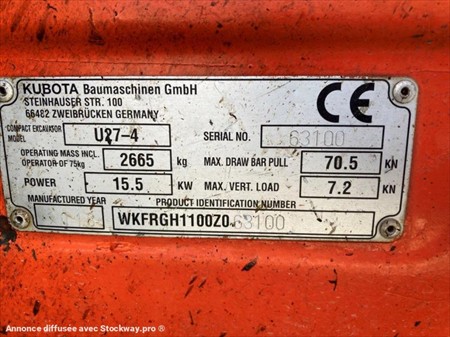 KUBOTA Baumaschinen GmbH
STEINHAUSER STR. 100
66482 ZWEIBRÜCKEN GERMANY
CE
COMPACT EXCAVATOR MODEL U27-4 SERIAL NO. 63100
OPERATING MASS INCL. OPERATOR OF 75kg 2665 kg MAX. DRAW BAR PULL 70.5 KN
POWER 15.5 KW MAX. VERT. LOAD 7.2 KN
MANUFACTURED YEAR PRODUCT IDENTIFICATION NUMBER
WKFRGH1100Z063100
Annonce diffusée avec Stockway.pro ®